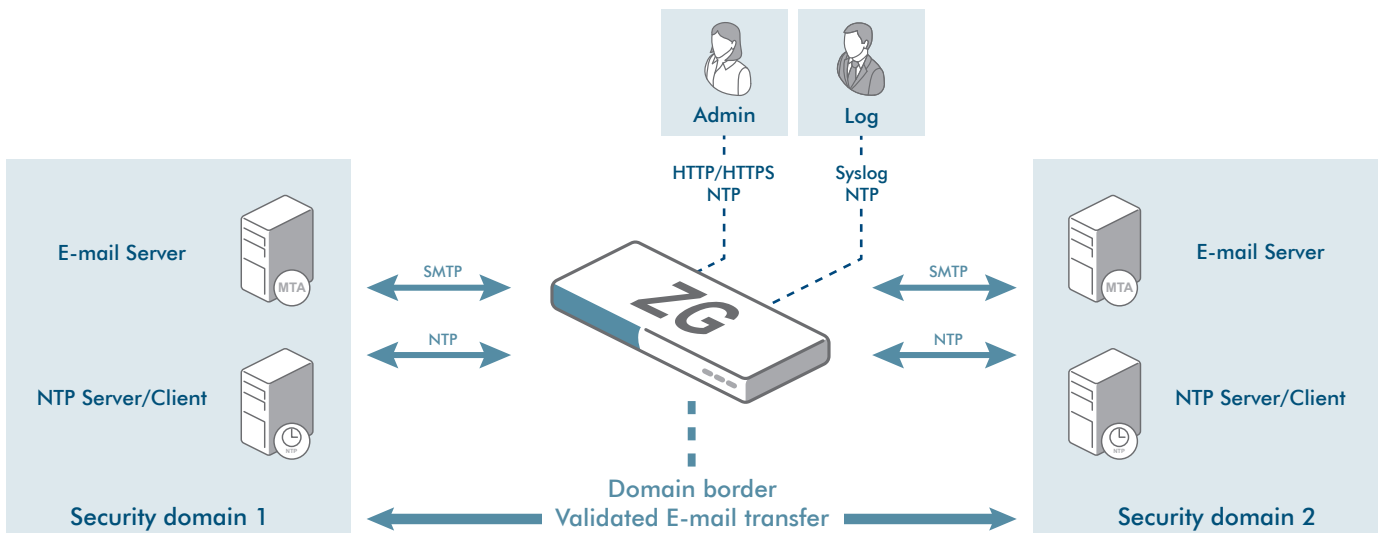 Admin
Log
HTTP/HTTPS
NTP
Syslog
NTP
E-mail Server
MTA
SMTP
NTP
NTP Server/Client
NTP
Security domain 1
ZG
SMTP
NTP
E-mail Server
MTA
NTP Server/Client
NTP
Security domain 2
Domain border
Validated E-mail transfer